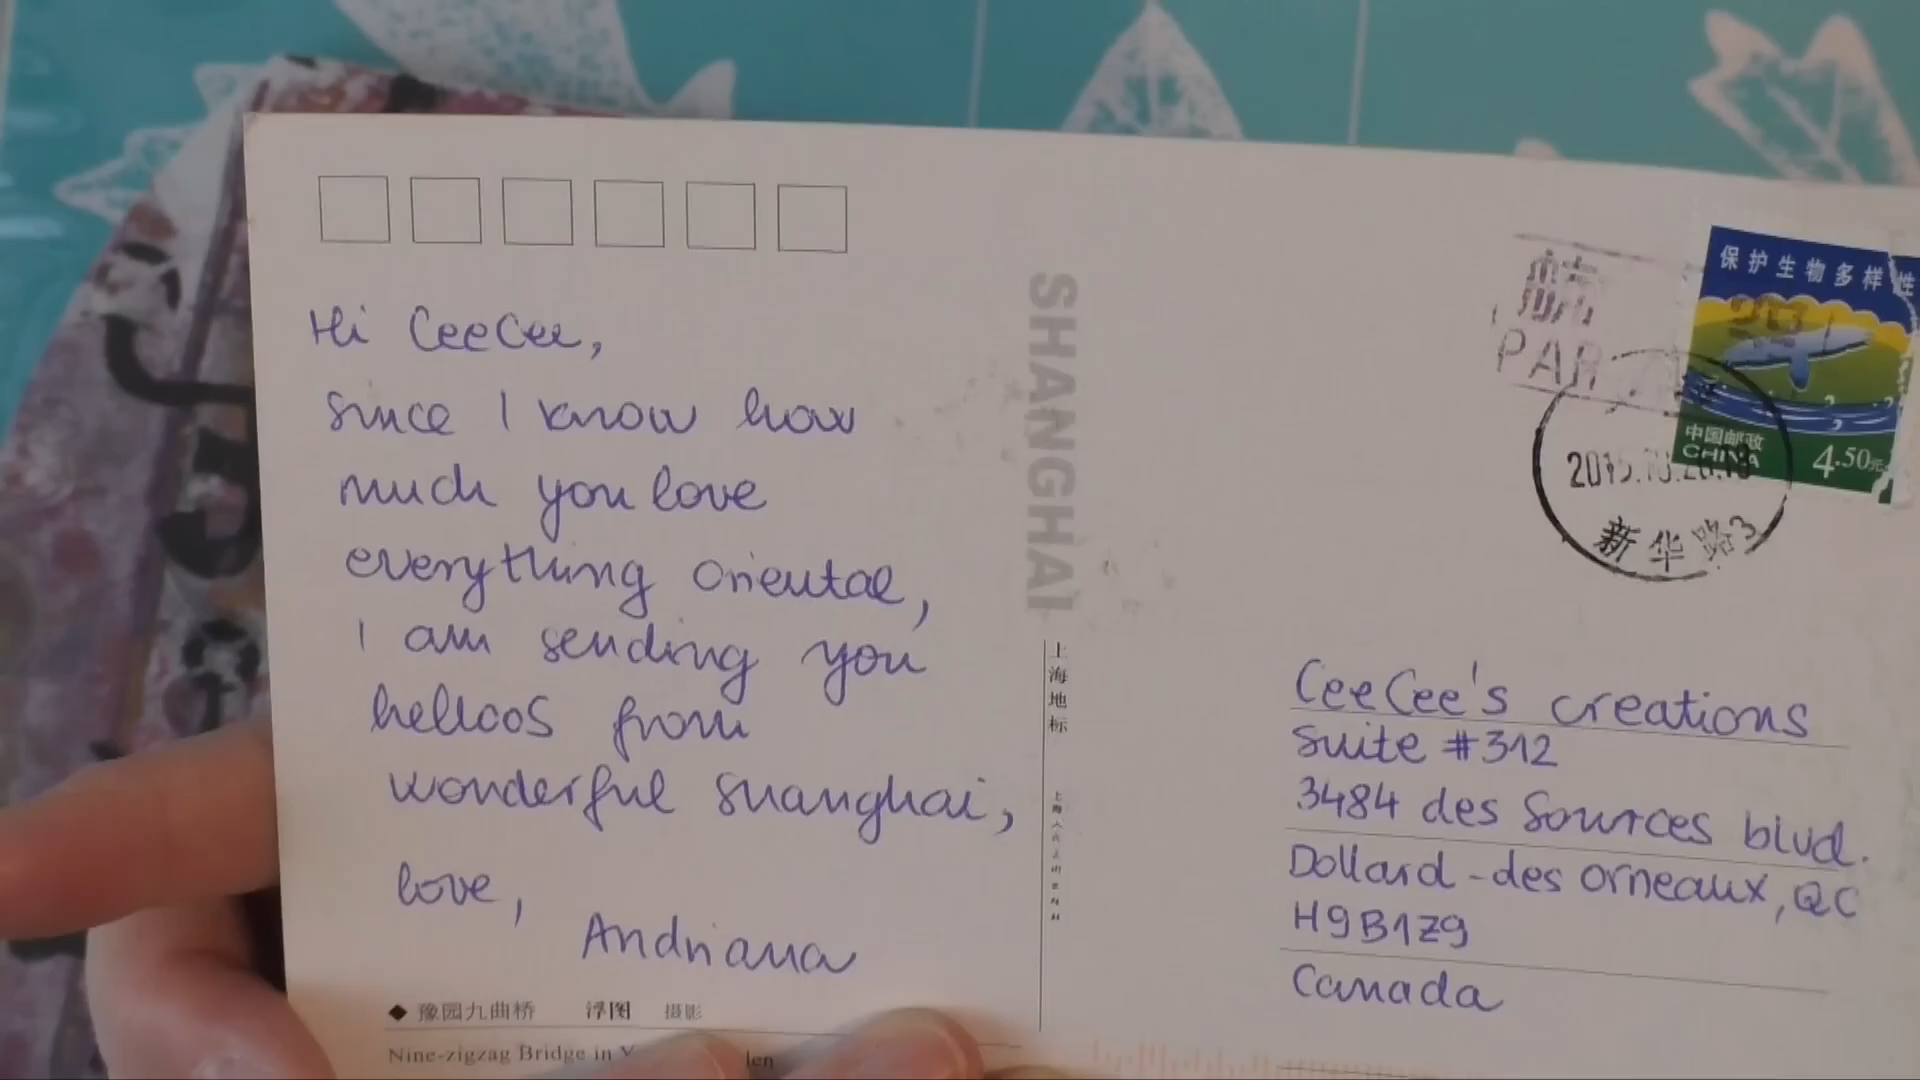 Hi CeeCee,
since I know how
much you love
everything oriental,
I am sending you
helloos from
wonderful Shanghai,
love,
Andriana
◆ 豫园九曲桥 浮图 摄影
Nine-zigzag Bridge in
SHANGHAI
上海地标
保护生物多样性
中国邮政
CHINA
4.50元
PAR
新华路3
CeeCee's creations
Suite #312
3484 des Sources blvd.
Dollard-des Orneaux, QC
H9B1Z9
Canada